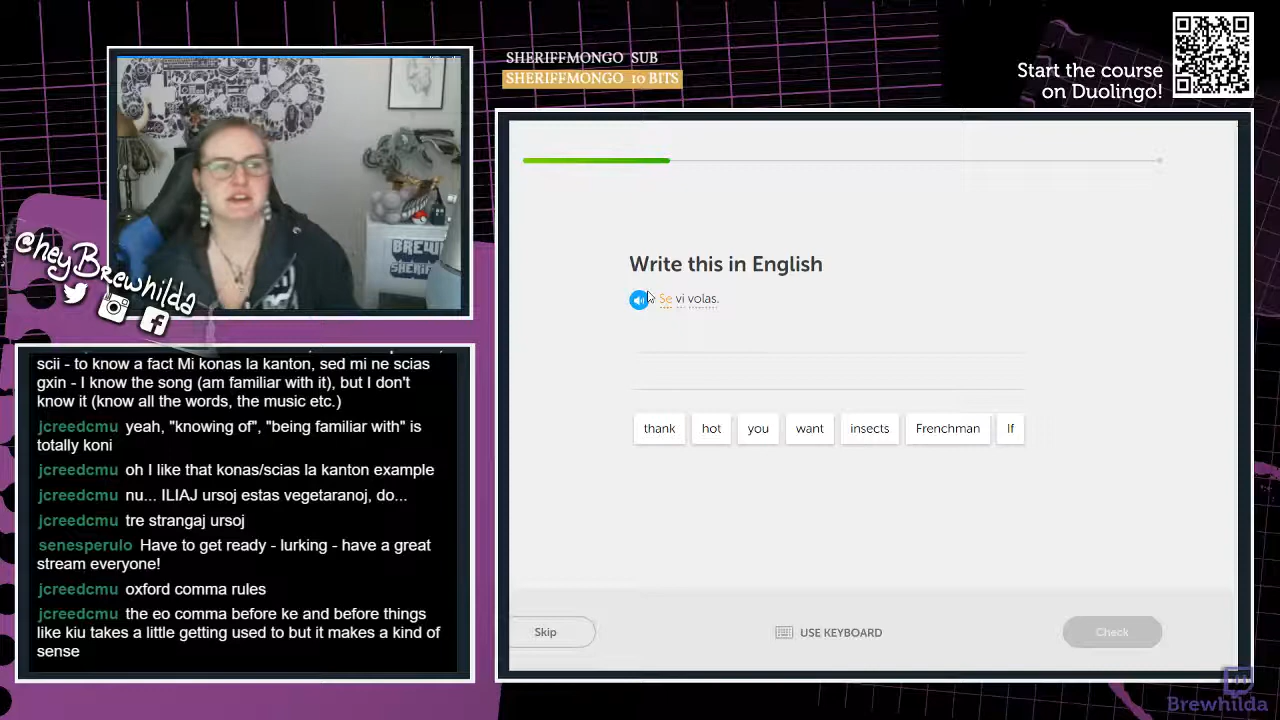 SHERIFFMONGO SUB
SHERIFFMONGO 10 BITS
Start the course
on Duolingo!
@heyBrewhilda
BREW
SHERIF
Write this in English
Se vi volas.
thank hot you want insects Frenchman If
Skip
USE KEYBOARD
Check
scii - to know a fact Mi konas la kanton, sed mi ne scias
gxin - I know the song (am familiar with it), but I don't
know it (know all the words, the music etc.)
jcreedcmu yeah, "knowing of", "being familiar with" is
totally koni
jcreedcmu oh I like that konas/scias la kanton example
jcreedcmu nu... ILIAJ ursoj estas vegetaranoj, do...
jcreedcmu tre strangaj ursoj
senesperulo Have to get ready - lurking - have a great
stream everyone!
jcreedcmu oxford comma rules
jcreedcmu the eo comma before ke and before things
like kiu takes a little getting used to but it makes a kind of
sense
Brewhilda